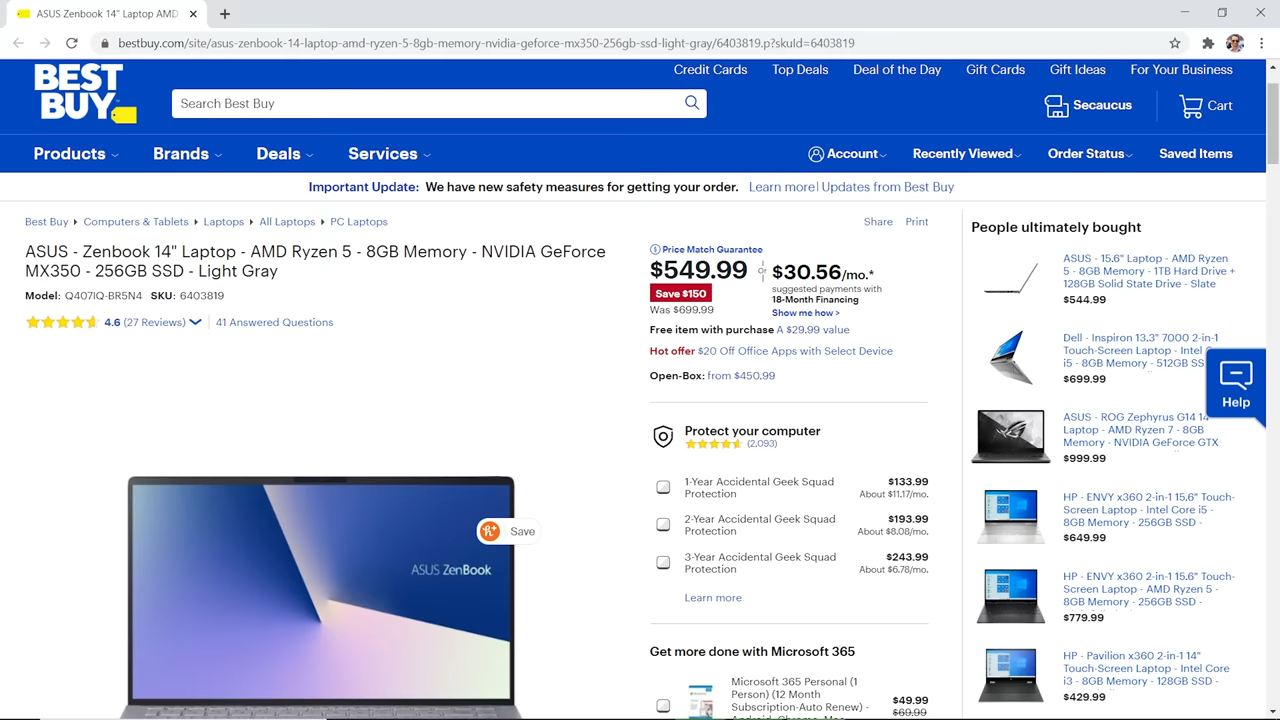 ASUS Zenbook 14" Laptop AMD
bestbuy.com/site/asus-zenbook-14-laptop-amd-ryzen-5-8gb-memory-nvidia-geforce-mx350-256gb-ssd-light-gray/6403819.p?skuId=6403819
BEST
BUY
Credit Cards Top Deals Deal of the Day Gift Cards Gift Ideas For Your Business
Search Best Buy
Secaucus Cart
Products Brands Deals Services Account Recently Viewed Order Status Saved Items
Important Update: We have new safety measures for getting your order. Learn more| Updates from Best Buy
Best Buy Computers & Tablets Laptops All Laptops PC Laptops
Share Print
ASUS - Zenbook 14" Laptop - AMD Ryzen 5 - 8GB Memory - NVIDIA GeForce
MX350 - 256GB SSD - Light Gray
Model: Q407IQ-BR5N4 SKU: 6403819
4.6 (27 Reviews) 41 Answered Questions
ASUS ZenBook
Save
Price Match Guarantee
$549.99
Save $150
Was $699.99
Or
$30.56/mo.*
suggested payments with
18-Month Financing
Show me how >
Free item with purchase A $29.99 value
Hot offer $20 Off Office Apps with Select Device
Open-Box: from $450.99
Protect your computer
(2,093)
1-Year Accidental Geek Squad
Protection
$133.99
About $11.17/mo.
2-Year Accidental Geek Squad
Protection
$193.99
About $8.08/mo.
3-Year Accidental Geek Squad
Protection
$243.99
About $6.78/mo.
Learn more
Get more done with Microsoft 365
Microsoft 365 Personal (1
Person) (12 Month
Subscription-Auto Renew) -
Android, Chrome, Mac,
$49.99
$69.99
People ultimately bought
ASUS - 15.6" Laptop - AMD Ryzen
5 - 8GB Memory - 1TB Hard Drive +
128GB Solid State Drive - Slate
$544.99
Dell - Inspiron 13.3" 7000 2-in-1
Touch-Screen Laptop - Intel
i5 - 8GB Memory - 512GB
$699.99
ASUS - ROG Zephyrus G14 14"
Laptop - AMD Ryzen 7 - 8GB
Memory - NVIDIA GeForce GTX
$999.99
HP - ENVY x360 2-in-1 15.6" Touch-
Screen Laptop - Intel Core i5 -
8GB Memory - 256GB SSD -
$649.99
HP - ENVY x360 2-in-1 15.6" Touch-
Screen Laptop - AMD Ryzen 5 -
8GB Memory - 256GB SSD -
$779.99
HP - Pavilion x360 2-in-1 14"
Touch-Screen Laptop - Intel Core
i3 - 8GB Memory - 128GB SSD -
$429.99
Help